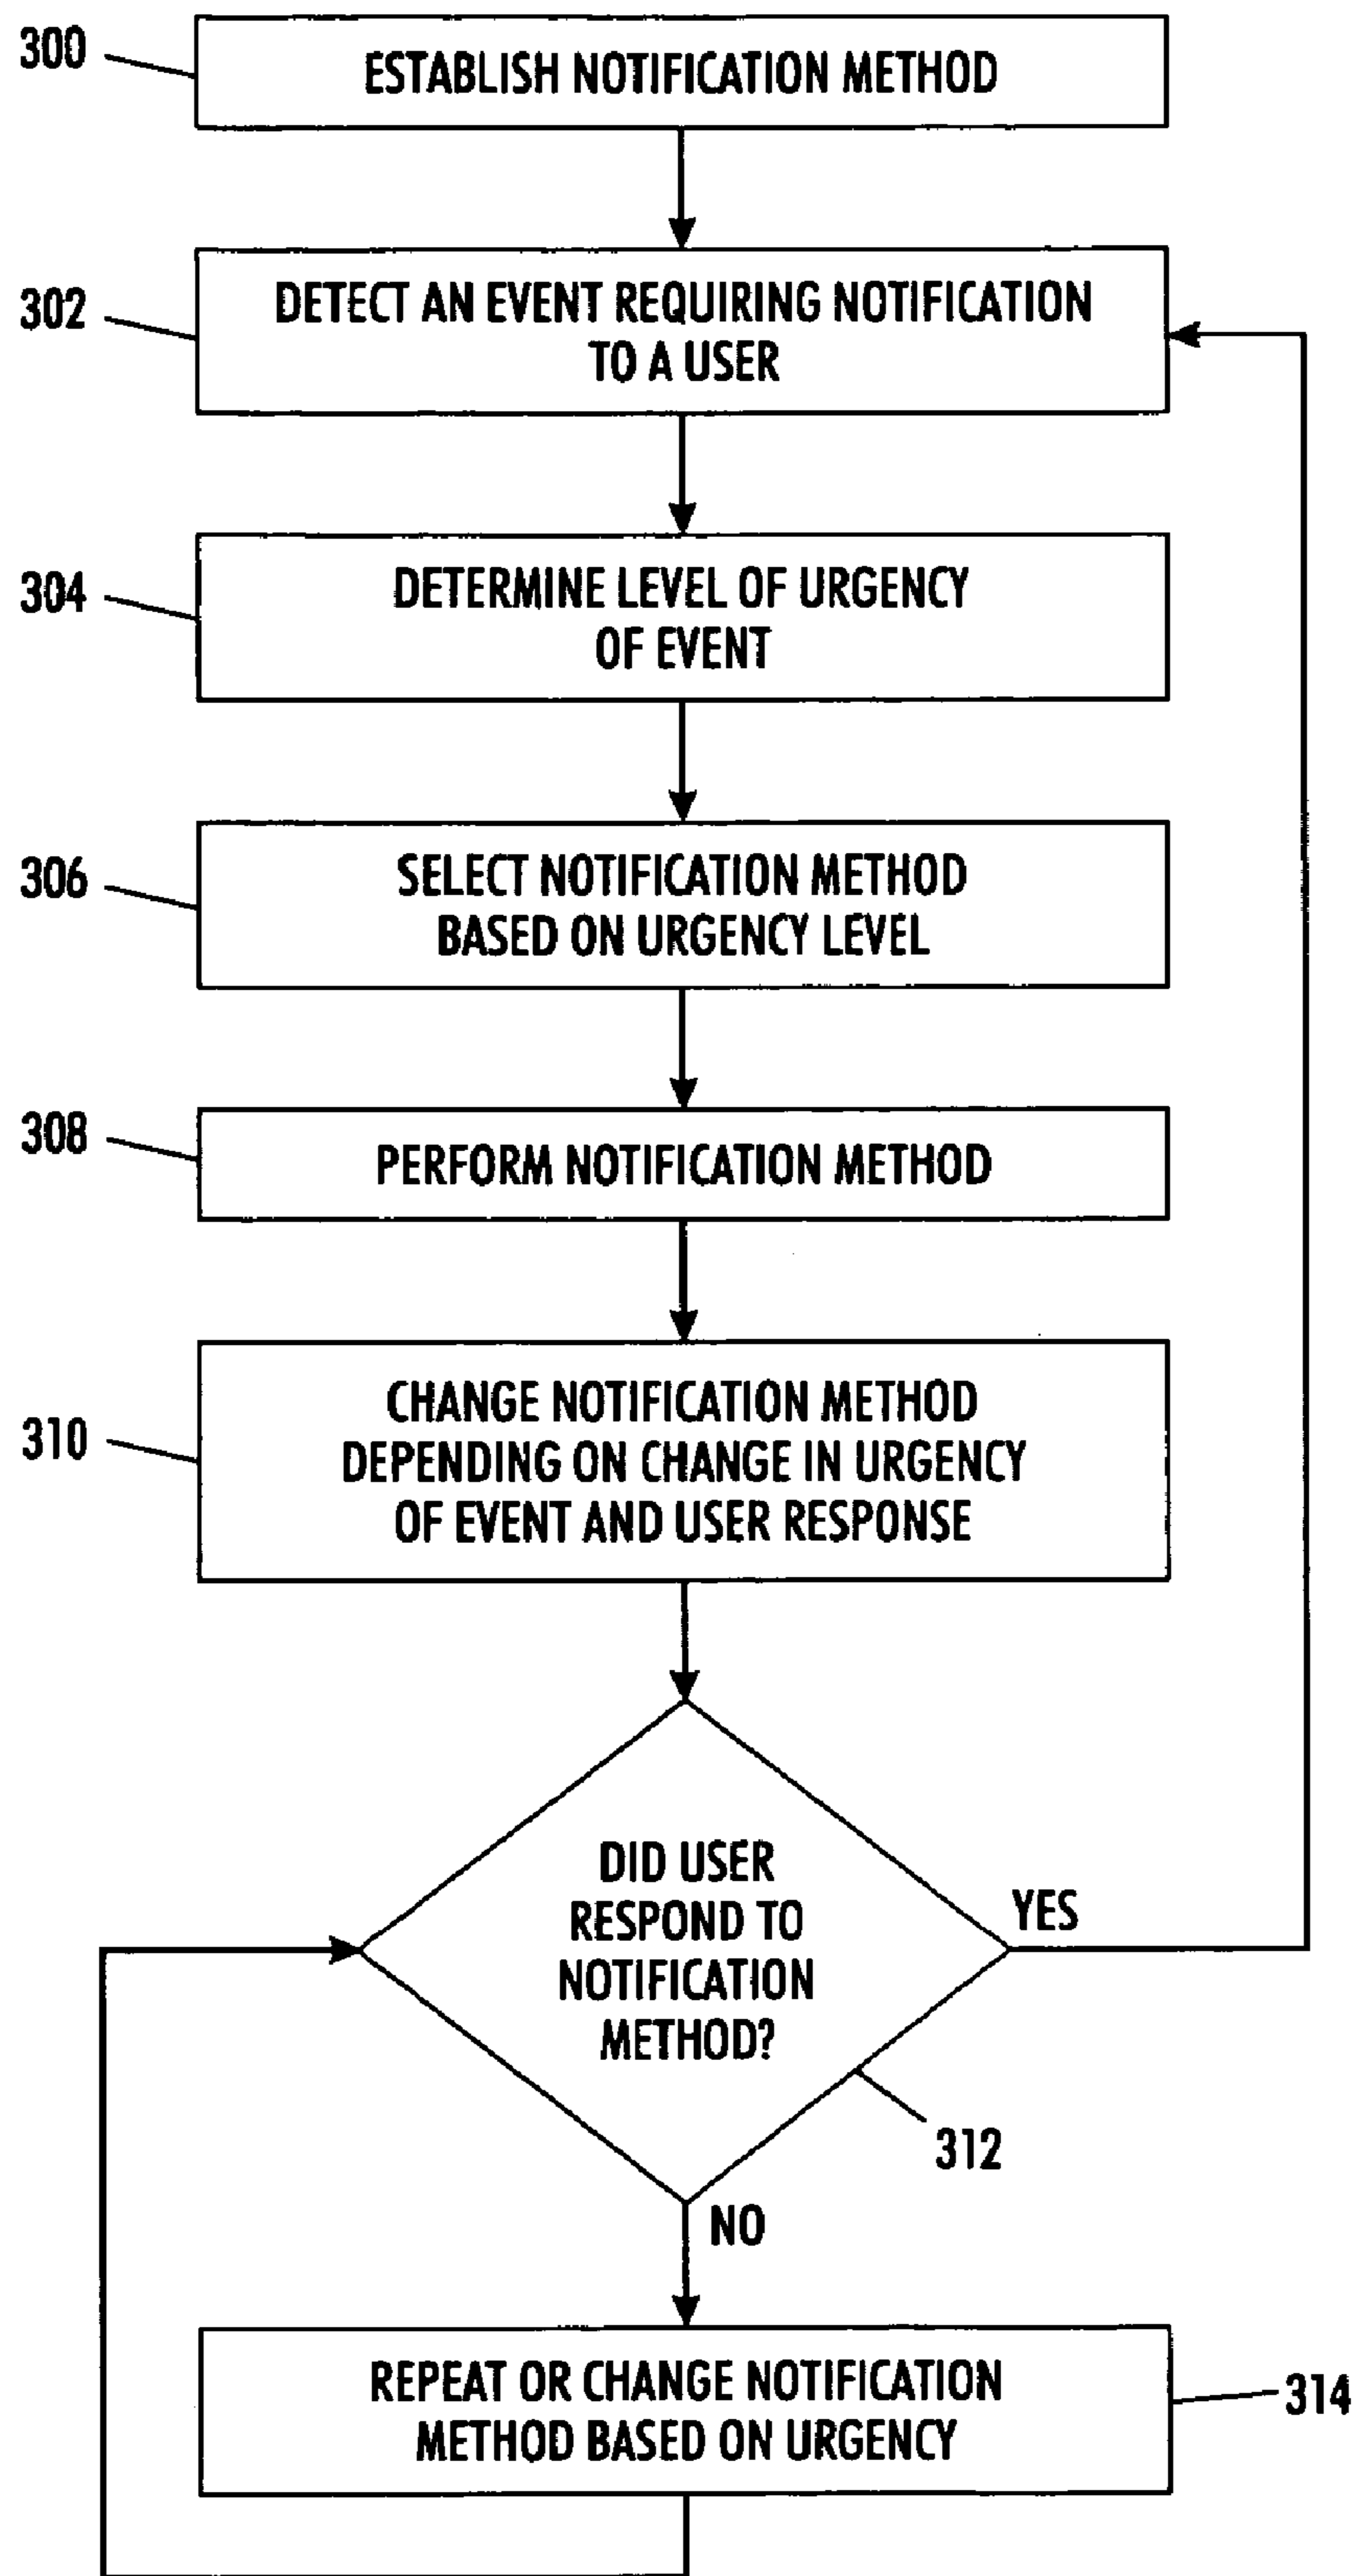 300
ESTABLISH NOTIFICATION METHOD
302
DETECT AN EVENT REQUIRING NOTIFICATION
TO A USER
304
DETERMINE LEVEL OF URGENCY
OF EVENT
306
SELECT NOTIFICATION METHOD
BASED ON URGENCY LEVEL
308
PERFORM NOTIFICATION METHOD
310
CHANGE NOTIFICATION METHOD
DEPENDING ON CHANGE IN URGENCY
OF EVENT AND USER RESPONSE
DID USER
RESPOND TO
NOTIFICATION
METHOD?
YES
312
NO
REPEAT OR CHANGE NOTIFICATION
METHOD BASED ON URGENCY
314